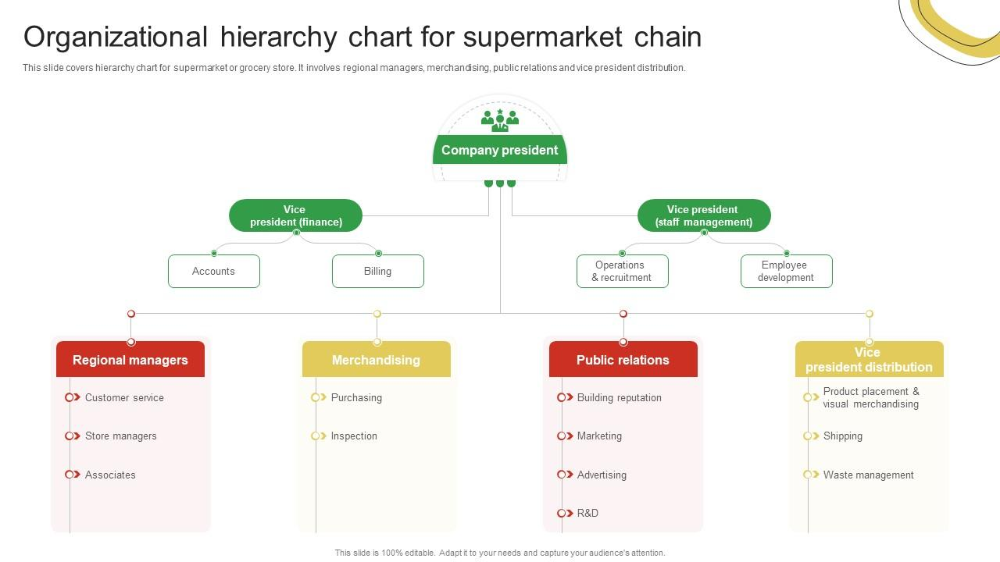 Organizational hierarchy chart for supermarket chain
This slide covers hierarchy chart for supermarket or grocery store. It involves regional managers, merchandising, public relations and vice president distribution.
Company president
Vice
president (finance)
Vice president
(staff management)
Accounts
Billing
Operations
& recruitment
Employee
development
Regional managers
Customer service
Store managers
Associates
Merchandising
Purchasing
Inspection
Public relations
Building reputation
Marketing
Advertising
R&D
Vice
president distribution
Product placement &
visual merchandising
Shipping
Waste management
This slide is 100% editable. Adapt it to your needs and capture your audience's attention.